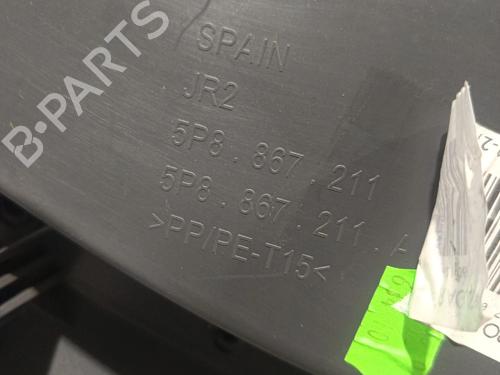 B-PARTS
SPAIN
JR2
5P8 . 867 . 211
5P8 . 867 . 211 . A
>PP/PE-T15<